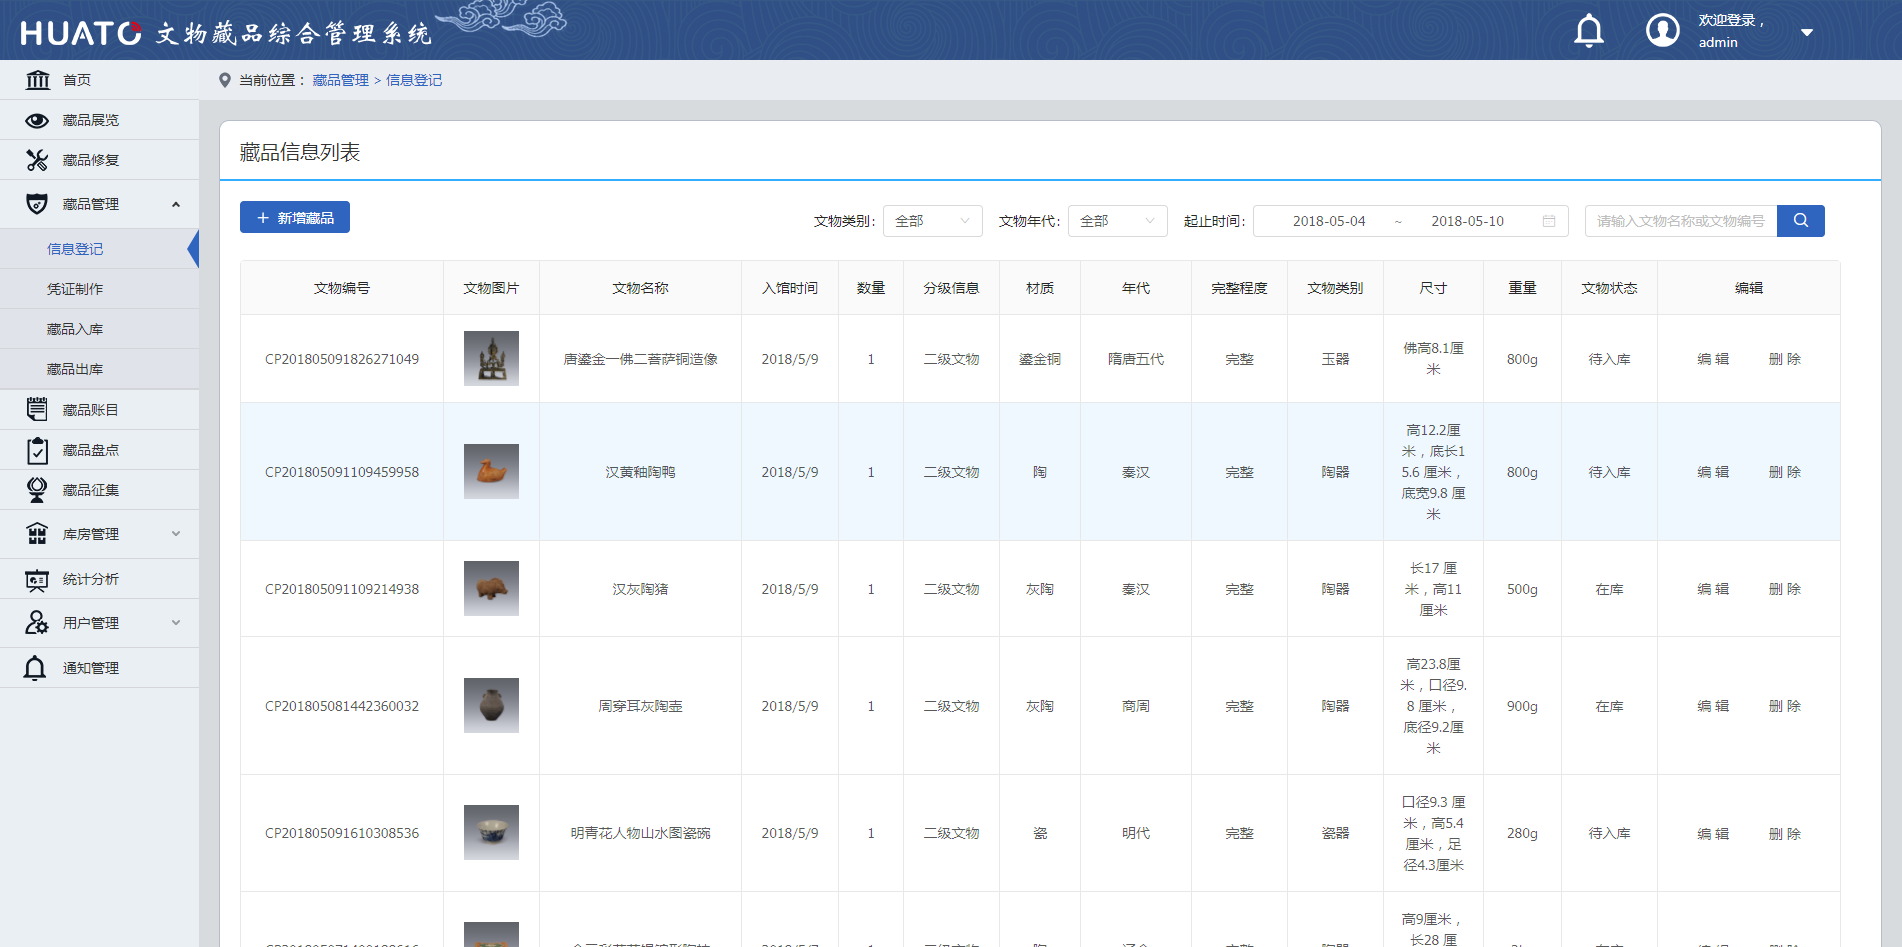 HUATO 文物藏品综合管理系统
欢迎登录，
admin
首页
藏品展览
藏品修复
藏品管理
信息登记
凭证制作
藏品入库
藏品出库
藏品账目
藏品盘点
藏品征集
库房管理
统计分析
用户管理
通知管理
当前位置： 藏品管理 > 信息登记
藏品信息列表
+ 新增藏品 文物类别: 全部 文物年代: 全部 起止时间: 2018-05-04 ~ 2018-05-10 请输入文物名称或文物编号
文物编号 文物图片 文物名称 入馆时间 数量 分级信息 材质 年代 完整程度 文物类别 尺寸 重量 文物状态 编辑
CP201805091826271049 唐鎏金一佛二菩萨铜造像 2018/5/9 1 二级文物 鎏金铜 隋唐五代 完整 玉器
佛高8.1厘
米
800g 待入库 编 辑 删 除
CP201805091109459958 汉黄釉陶鸭 2018/5/9 1 二级文物 陶 秦汉 完整 陶器
高12.2厘
米，底长1
5.6 厘米，
底宽9.8 厘
米
800g 待入库 编 辑 删 除
CP201805091109214938 汉灰陶猪 2018/5/9 1 二级文物 灰陶 秦汉 完整 陶器
长17 厘
米，高11
厘米
500g 在库 编 辑 删 除
CP201805081442360032 周穿耳灰陶壶 2018/5/9 1 二级文物 灰陶 商周 完整 陶器
高23.8厘
米，口径9.
8 厘米，
底径9.2厘
米
900g 在库 编 辑 删 除
CP201805091610308536 明青花人物山水图瓷碗 2018/5/9 1 二级文物 瓷 明代 完整 瓷器
口径9.3 厘
米，高5.4
厘米，足
径4.3厘米
280g 待入库 编 辑 删 除
高9厘米，
长28 厘